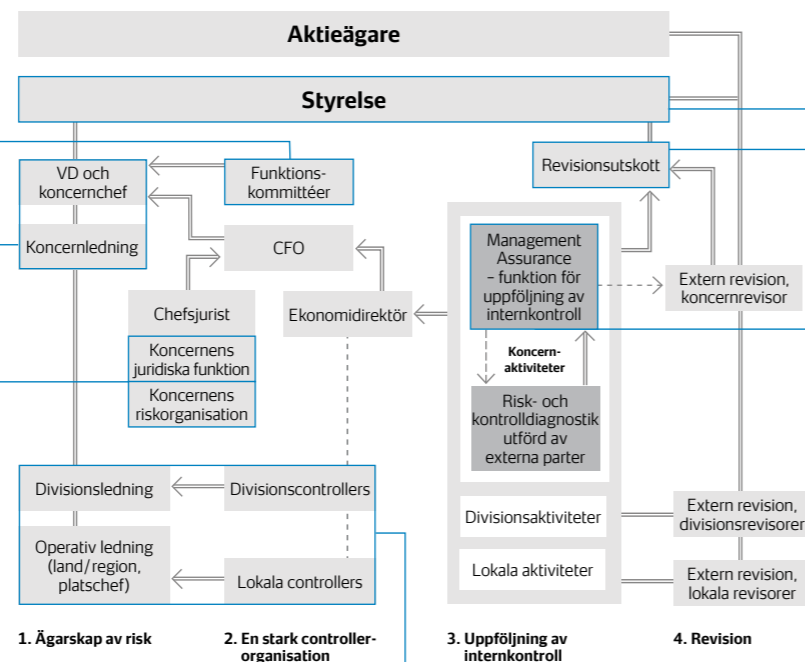 Aktieägare
Styrelse
VD och
koncernchef
Koncernledning
Funktions-
kommittéer
Revisionsutskott
CFO
Chefsjurist
Koncernens
juridiska funktion
Koncernens
riskorganisation
Ekonomidirektör
Management
Assurance
– funktion för
uppföljning av
internkontroll
Koncern-
aktiviteter
Risk- och
kontrolldiagnostik
utförd av
externa parter
Extern revision,
koncernrevisor
Divisionsledning
Divisionscontrollers
Divisionsaktiviteter
Extern revision,
divisionsrevisorer
Operativ ledning
(land/region,
platschef)
Lokala controllers
Lokala aktiviteter
Extern revision,
lokala revisorer
1. Ägarskap av risk
2. En stark controller-
organisation
3. Uppföljning av
internkontroll
4. Revision